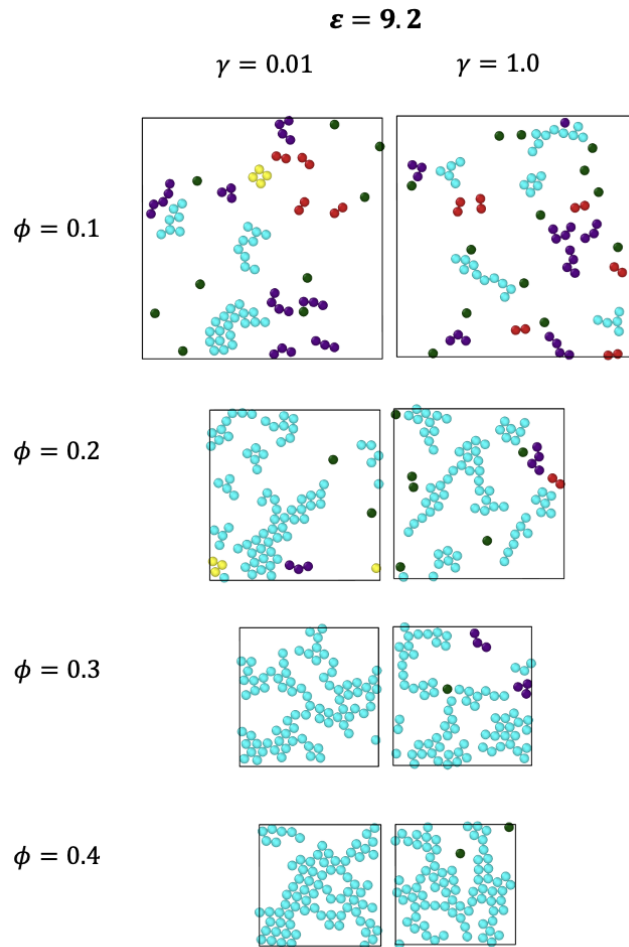 ε = 9.2
γ = 0.01 γ = 1.0
ϕ = 0.1
ϕ = 0.2
ϕ = 0.3
ϕ = 0.4